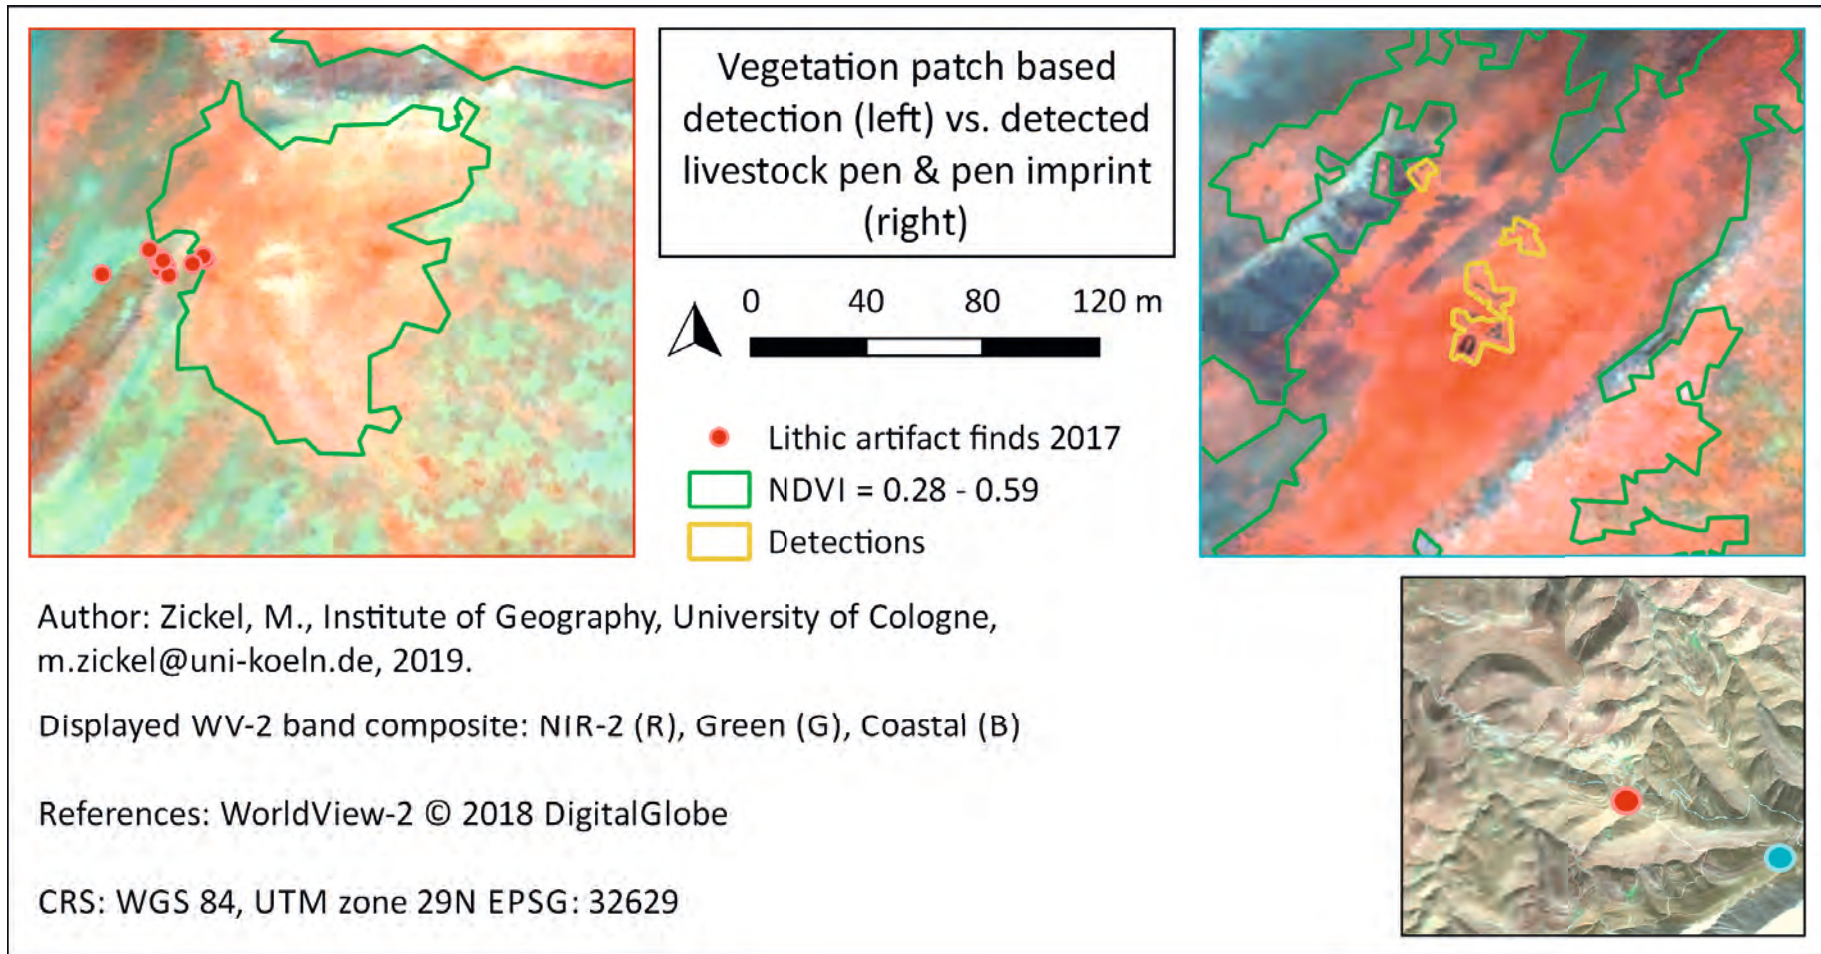 Vegetation patch based
detection (left) vs. detected
livestock pen & pen imprint
(right)
0 40 80 120 m
Lithic artifact finds 2017
NDVI = 0.28 - 0.59
Detections
Author: Zickel, M., Institute of Geography, University of Cologne,
m.zickel@uni-koeln.de, 2019.
Displayed WV-2 band composite: NIR-2 (R), Green (G), Coastal (B)
References: WorldView-2 © 2018 DigitalGlobe
CRS: WGS 84, UTM zone 29N EPSG: 32629